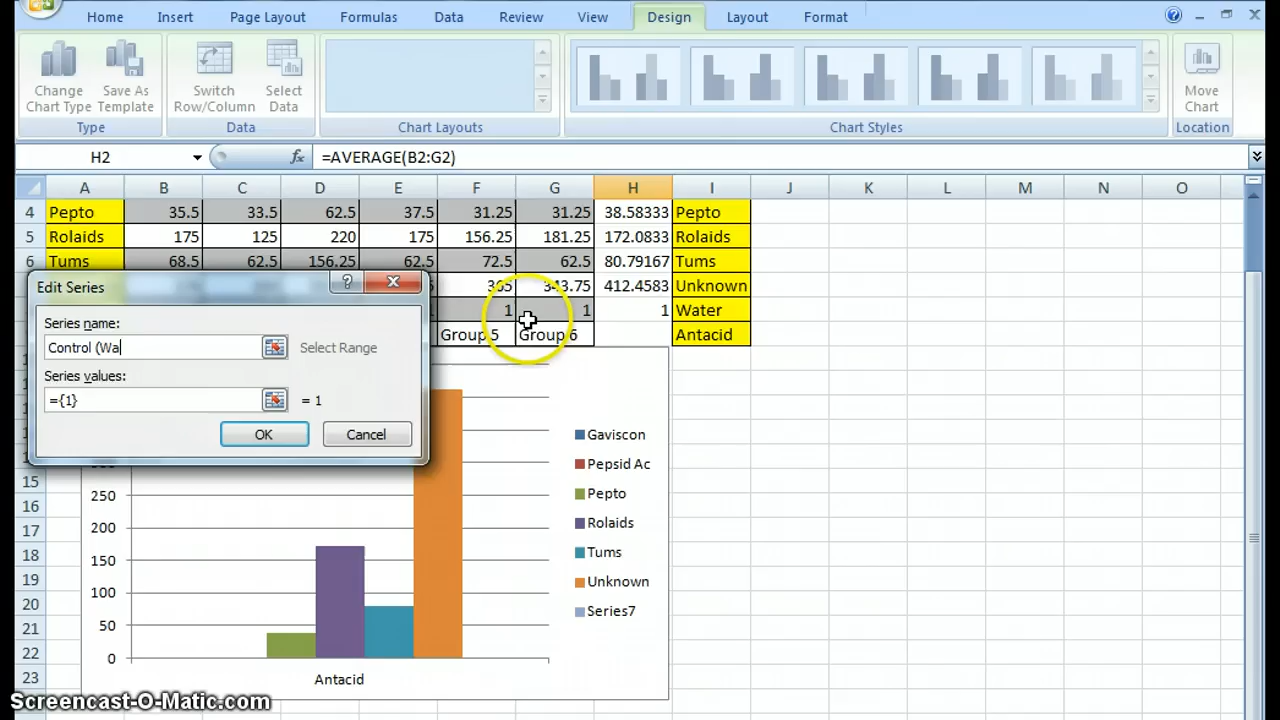 Home Insert Page Layout Formulas Data Review View Design Layout Format
Change Chart Type Save As Template Switch Row/Column Select Data Move Chart
Type Data Chart Layouts Chart Styles Location
H2 fx =AVERAGE(B2:G2)
A B C D E F G H I J K L M N O
4 Pepto 35.5 33.5 62.5 37.5 31.25 31.25 38.58333 Pepto
5 Rolaids 175 125 220 175 156.25 181.25 172.0833 Rolaids
6 Tums 68.5 62.5 156.25 62.5 72.5 62.5 80.79167 Tums
343.75 412.4583 Unknown
1 1 1 Water
Group 5 Group 6 Antacid
Edit Series
Series name:
Control (Wa Select Range
Series values:
={1} = 1
OK Cancel
15
16
17
18
19
20
21
22
23
250
200
150
100
50
0
Antacid
Gaviscon
Pepsid Ac
Pepto
Rolaids
Tums
Unknown
Series7
Screencast-O-Matic.com